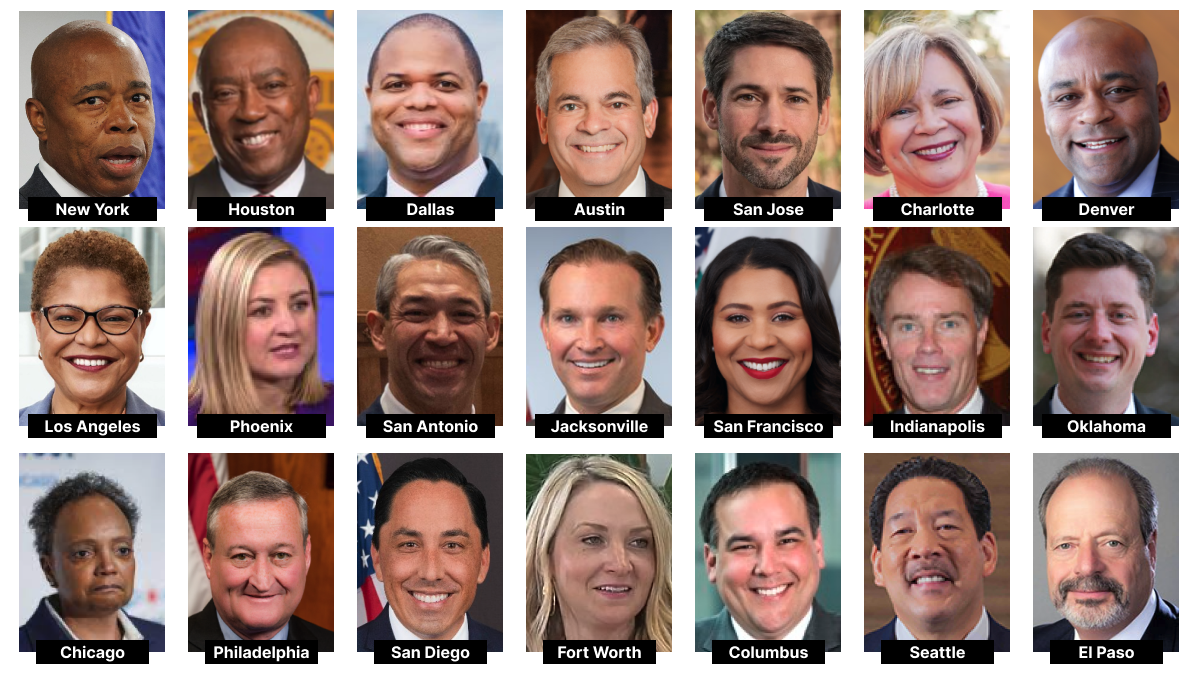 New York
Houston
Dallas
Austin
San Jose
Charlotte
Denver
Los Angeles
Phoenix
San Antonio
Jacksonville
San Francisco
Indianapolis
Oklahoma
Chicago
Philadelphia
San Diego
Fort Worth
Columbus
Seattle
El Paso